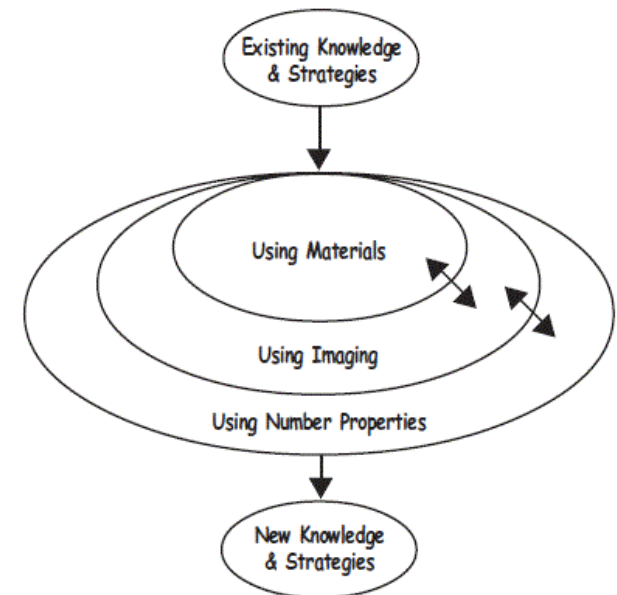 Existing Knowledge
& Strategies
Using Materials
Using Imaging
Using Number Properties
New Knowledge
& Strategies